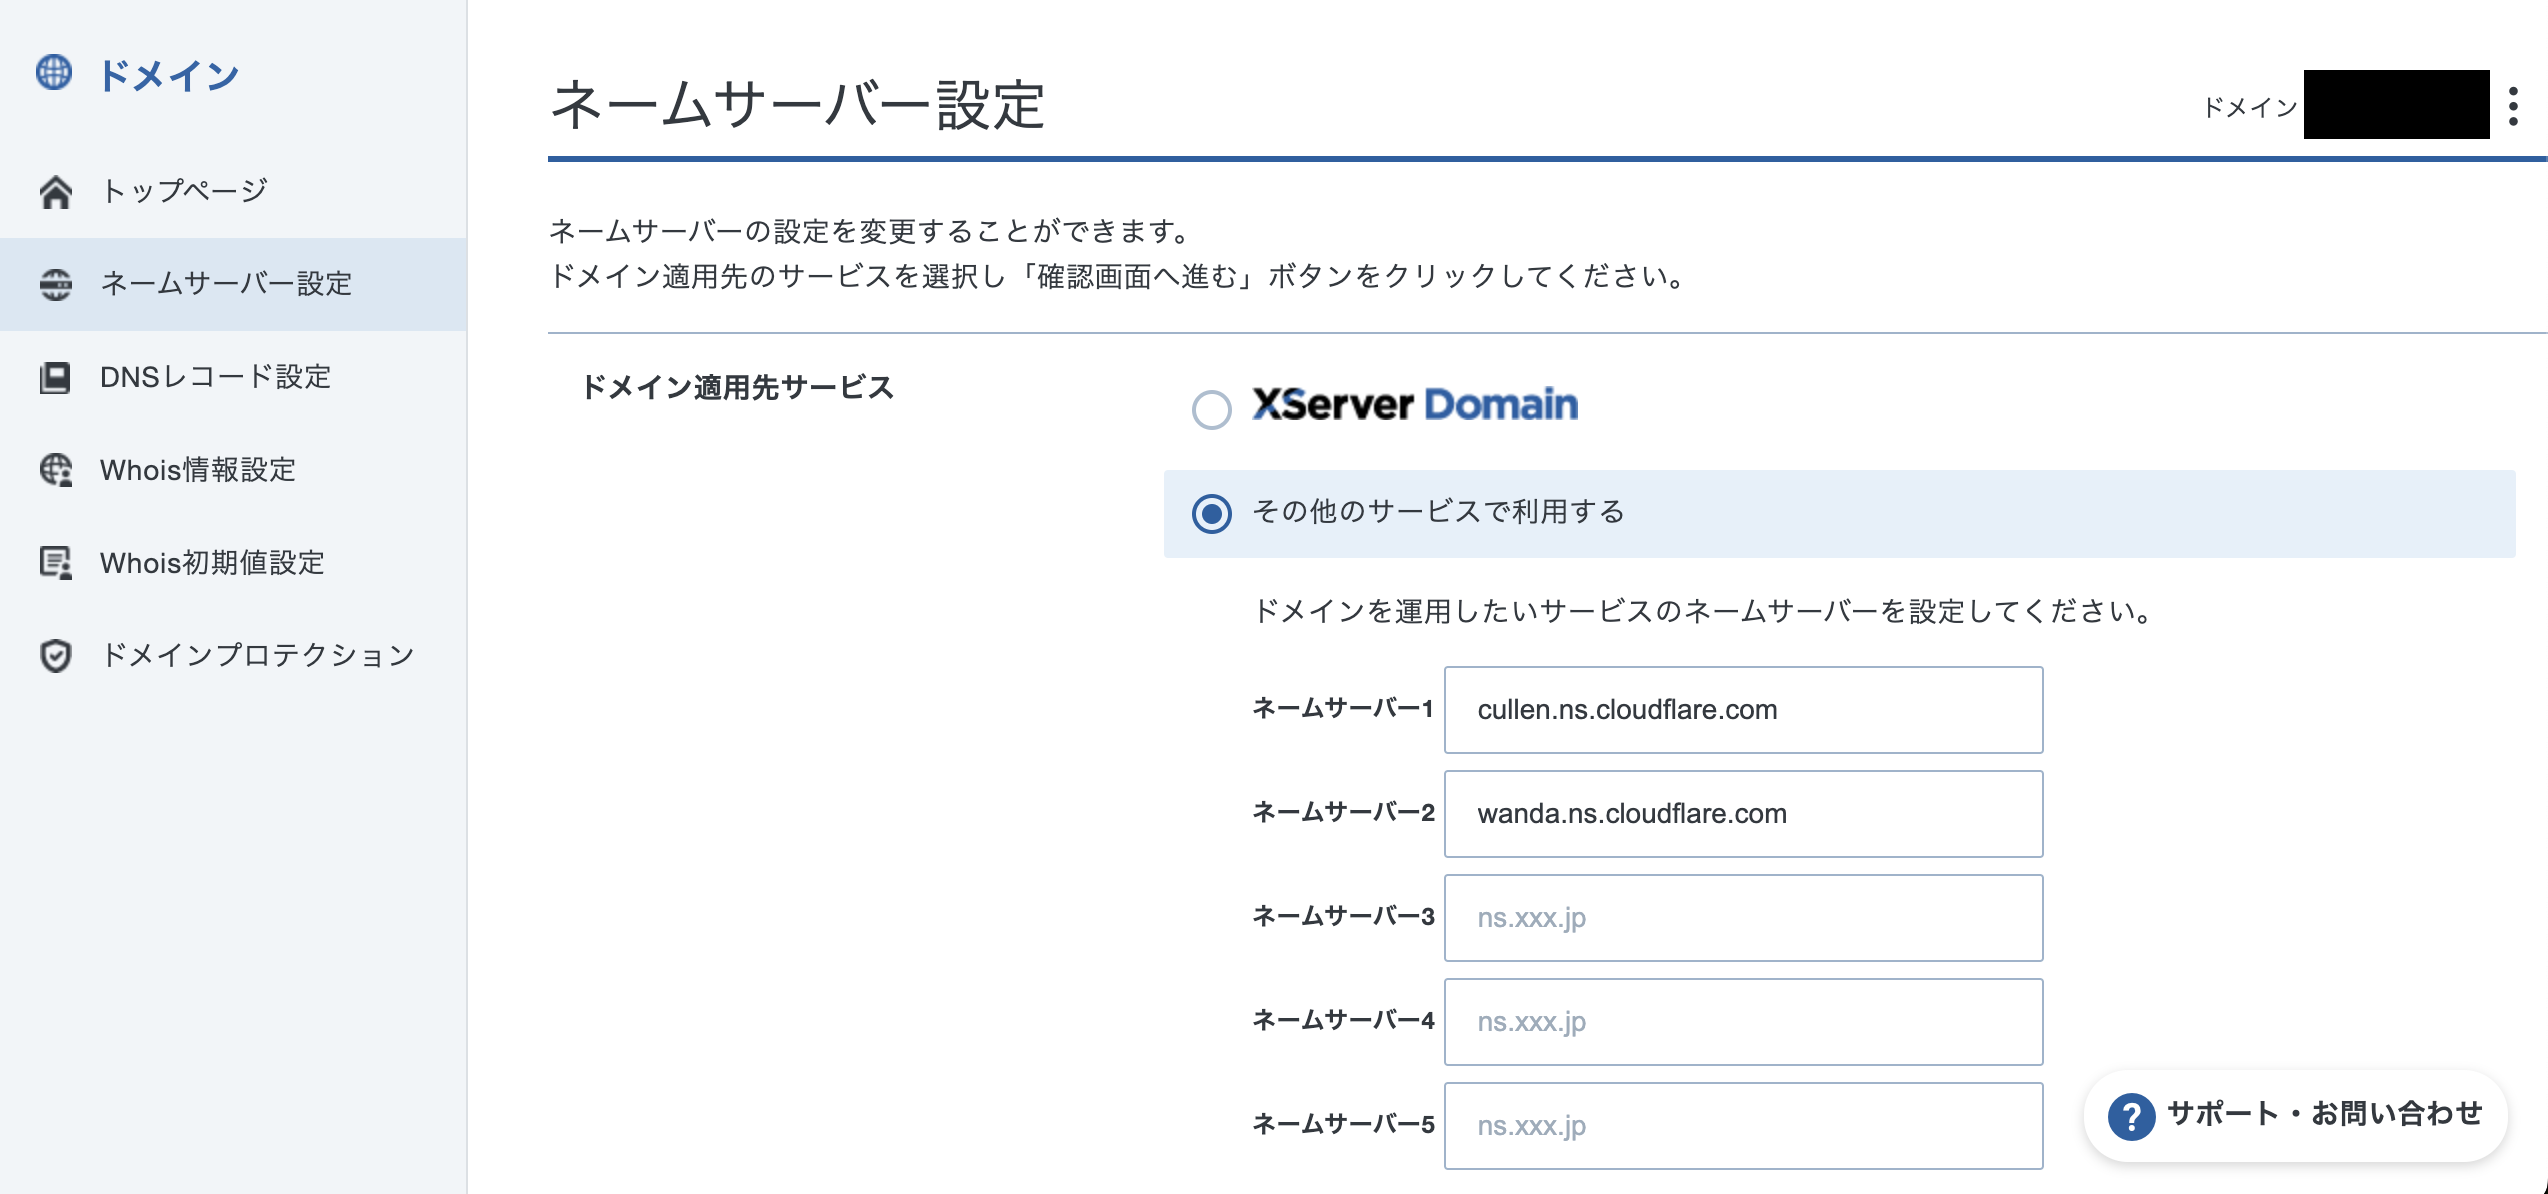 ドメイン
トップページ
ネームサーバー設定
DNSレコード設定
Whois情報設定
Whois初期値設定
ドメインプロテクション
ネームサーバー設定
ドメイン
ネームサーバーの設定を変更することができます。
ドメイン適用先のサービスを選択し「確認画面へ進む」ボタンをクリックしてください。
ドメイン適用先サービス
XServer Domain
その他のサービスで利用する
ドメインを運用したいサービスのネームサーバーを設定してください。
ネームサーバー1 cullen.ns.cloudflare.com
ネームサーバー2 wanda.ns.cloudflare.com
ネームサーバー3 ns.xxx.jp
ネームサーバー4 ns.xxx.jp
ネームサーバー5 ns.xxx.jp
? サポート・お問い合わせ